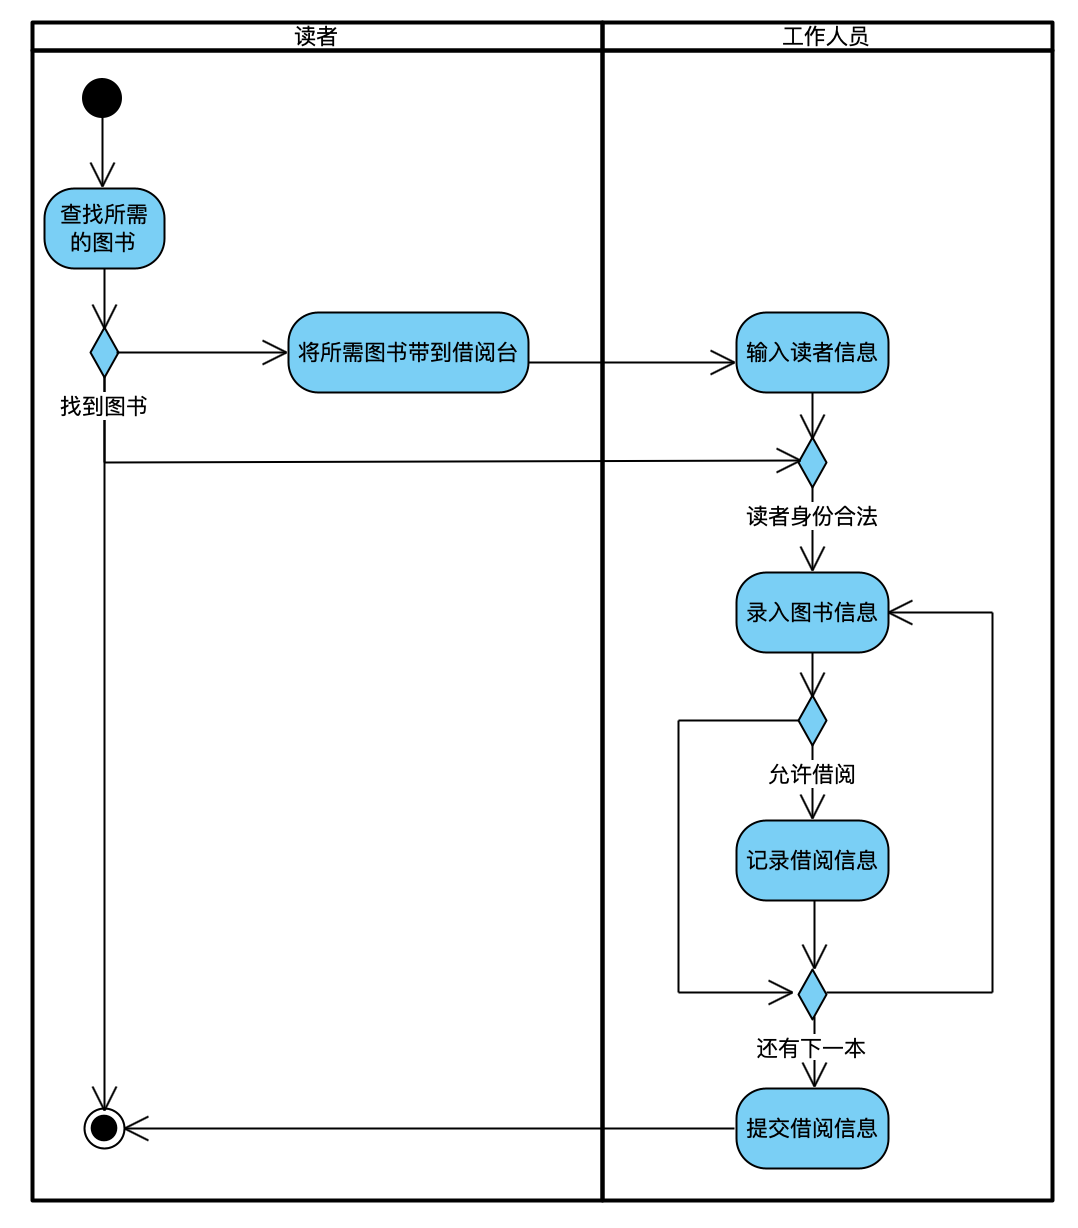 读者
工作人员
查找所需
的图书
将所需图书带到借阅台
输入读者信息
找到图书
读者身份合法
录入图书信息
允许借阅
记录借阅信息
还有下一本
提交借阅信息